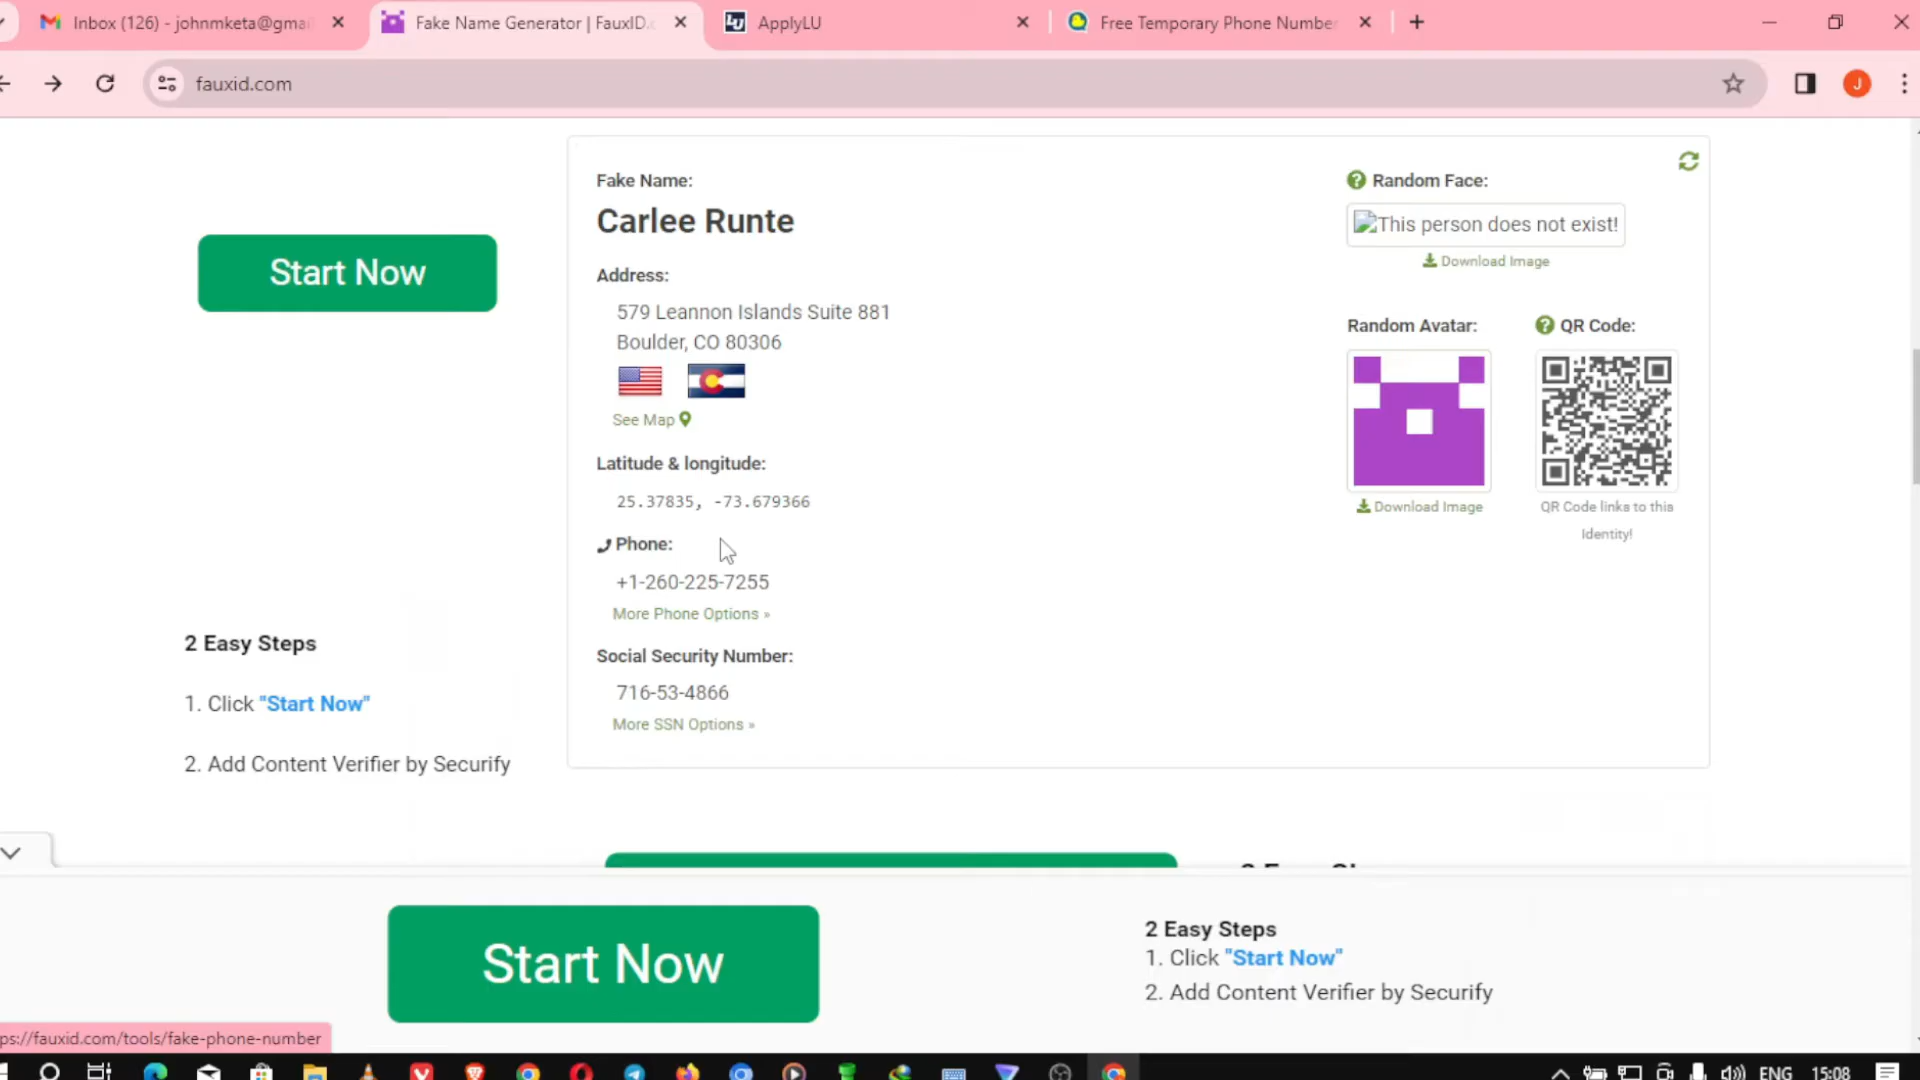 Inbox (126) - johnmketa@gmai
Fake Name Generator | FauxID.c
ApplyLU
Free Temporary Phone Number
fauxid.com
J
Start Now
2 Easy Steps
1. Click "Start Now"
2. Add Content Verifier by Securify
Fake Name:
Carlee Runte
Address:
579 Leannon Islands Suite 881
Boulder, CO 80306
See Map
Latitude & longitude:
25.37835, -73.679366
Phone:
+1-260-225-7255
More Phone Options »
Social Security Number:
716-53-4866
More SSN Options »
Random Face:
This person does not exist!
Download Image
Random Avatar:
Download Image
QR Code:
QR Code links to this
Identity!
Start Now
2 Easy Steps
1. Click "Start Now"
2. Add Content Verifier by Securify
ps://fauxid.com/tools/fake-phone-number
ENG
15:08